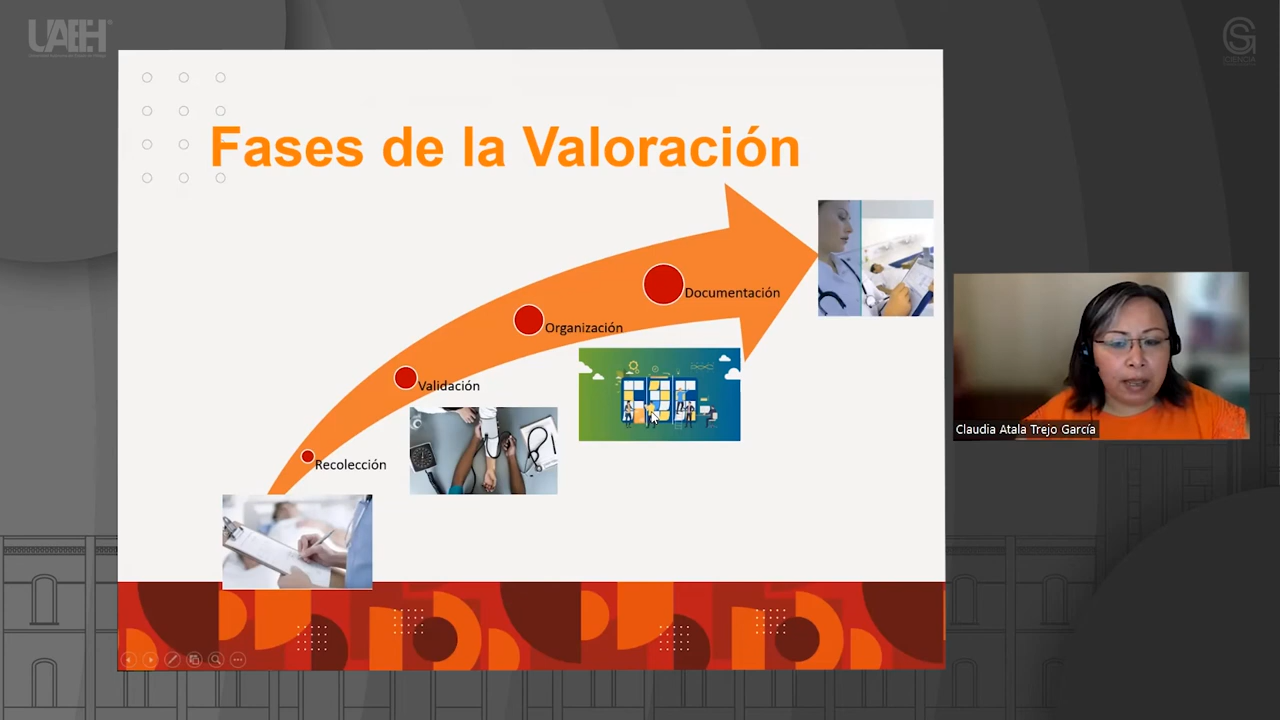 UAEH
Fases de la Valoración
Documentación
Organización
Validación
Recolección
Claudia Atala Trejo García